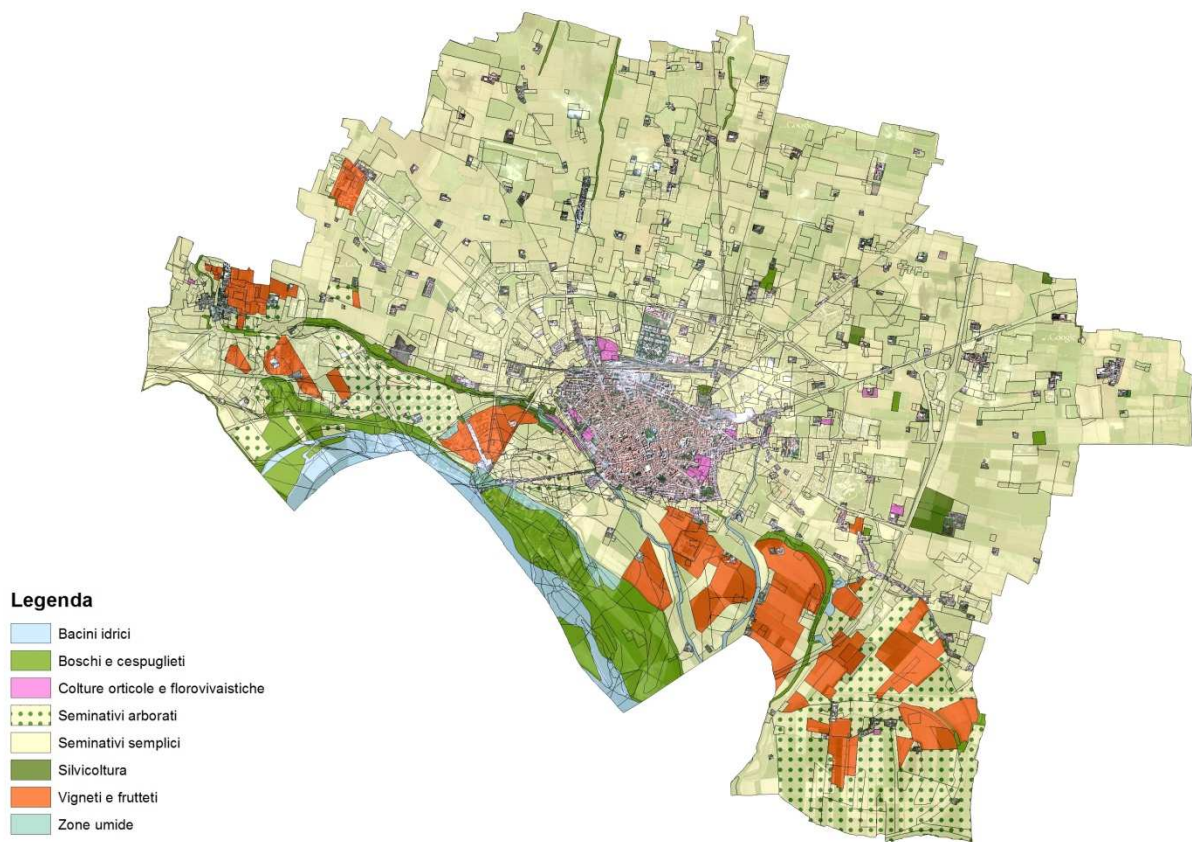 Legenda
Bacini idrici
Boschi e cespuglieti
Colture orticole e florovivaistiche
Seminativi arborati
Seminativi semplici
Silvicoltura
Vigneti e frutteti
Zone umide